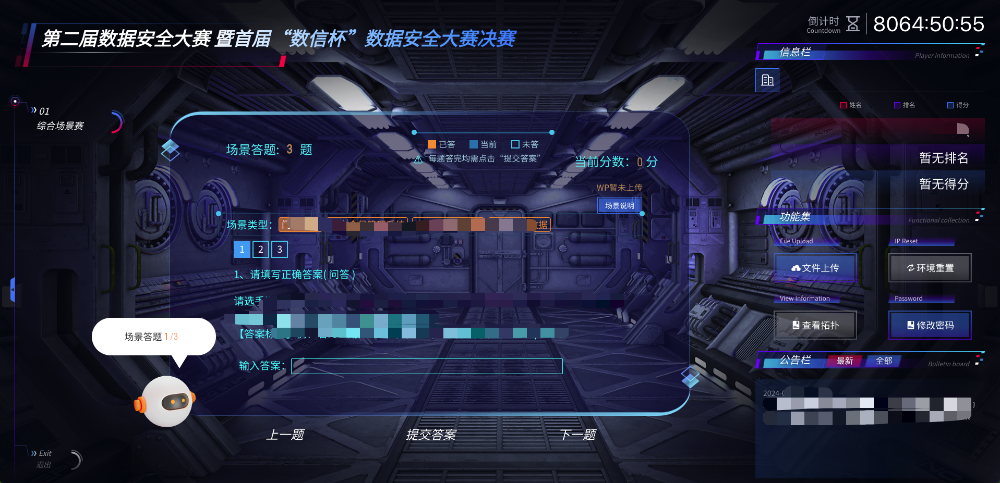 第二届数据安全大赛 暨首届“数信杯”数据安全大赛决赛
倒计时
Countdown
8064:50:55
信息栏
Player information
姓名
排名
得分
暂无排名
暂无得分
01
综合场景赛
场景答题: 3 题
已答
当前
未答
每题答完均需点击“提交答案”
当前分数: 0 分
WP暂未上传
场景说明
场景类型:
1
2
3
1、请填写正确答案(问答)
请选手
【答案
输入答案:
场景答题 1/3
上一题
提交答案
下一题
功能集
Functional collection
File Upload
文件上传
IP Reset
环境重置
View Information
查看拓扑
Password
修改密码
公告栏
最新
全部
Bulletin board
2024-
Exit
退出